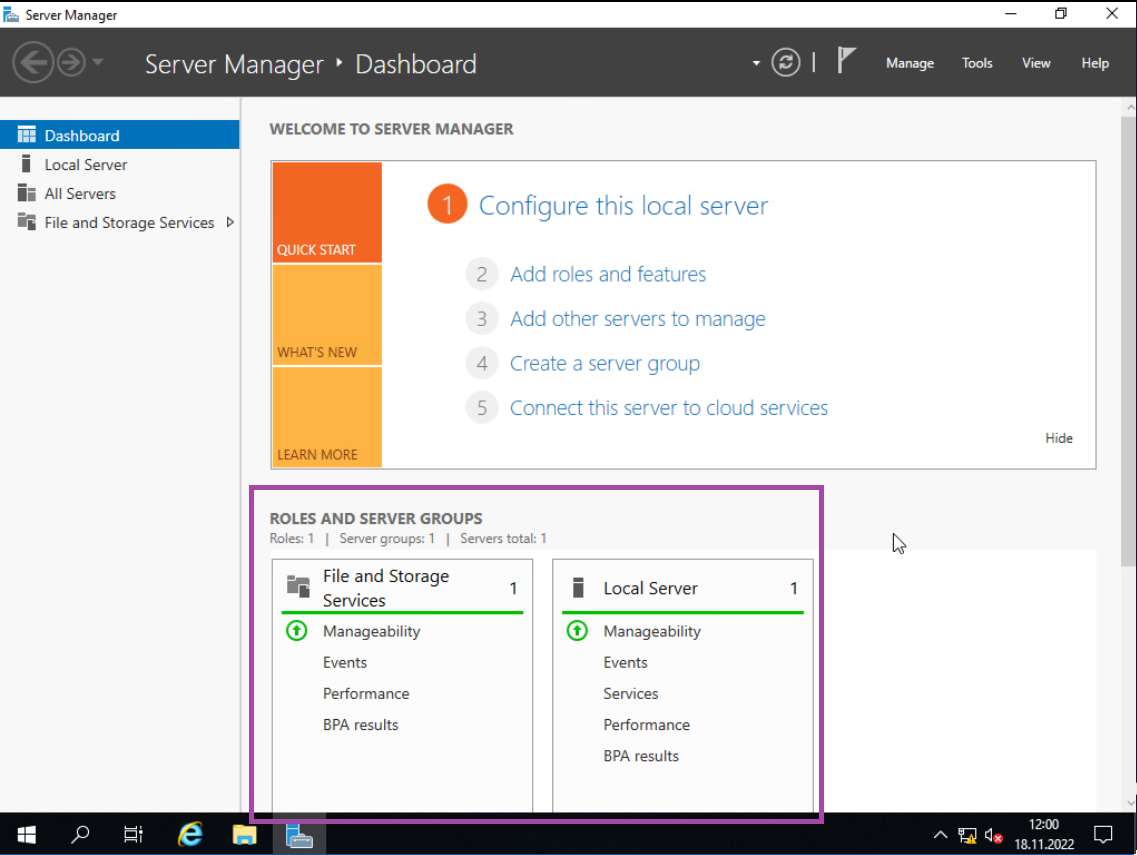 Server Manager
Server Manager ‣ Dashboard
Manage
Tools
View
Help
Dashboard
Local Server
All Servers
File and Storage Services
WELCOME TO SERVER MANAGER
QUICK START
WHAT'S NEW
LEARN MORE
1 Configure this local server
2 Add roles and features
3 Add other servers to manage
4 Create a server group
5 Connect this server to cloud services
Hide
ROLES AND SERVER GROUPS
Roles: 1 | Server groups: 1 | Servers total: 1
File and Storage
Services 1
Manageability
Events
Performance
BPA results
Local Server 1
Manageability
Events
Services
Performance
BPA results
12:00
18.11.2022